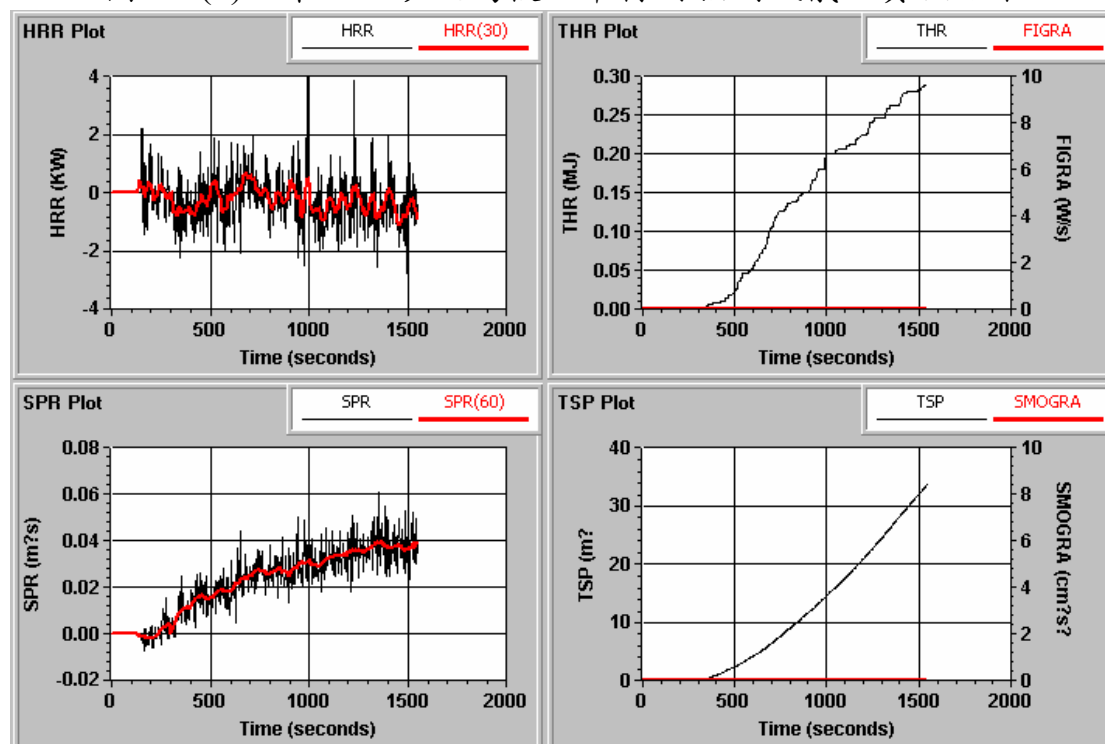 HRR Plot
HRR HRR(30)
4
2
0
-2
-4
HRR (KW)
0 500 1000 1500 2000
Time (seconds)
THR Plot
THR FIGRA
0.30
0.25
0.20
0.15
0.10
0.05
0.00
THR (MJ)
10
8
6
4
2
0
FIGRA (W/s)
0 500 1000 1500 2000
Time (seconds)
SPR Plot
SPR SPR(60)
0.08
0.06
0.04
0.02
0.00
-0.02
SPR (m?s)
0 500 1000 1500 2000
Time (seconds)
TSP Plot
TSP SMOGRA
40
30
20
10
0
TSP (m?
10
8
6
4
2
0
SMOGRA (cm?s?
0 500 1000 1500 2000
Time (seconds)